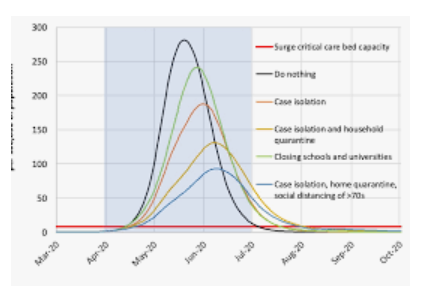 300
250
200
150
100
50
0
Surge critical care bed capacity
Do nothing
Case isolation
Case isolation and household
quarantine
Closing schools and universities
Case isolation, home quarantine,
social distancing of >70s
Mar-20
Apr-20
May-20
Jun-20
Jul-20
Aug-20
Sep-20
Oct-20